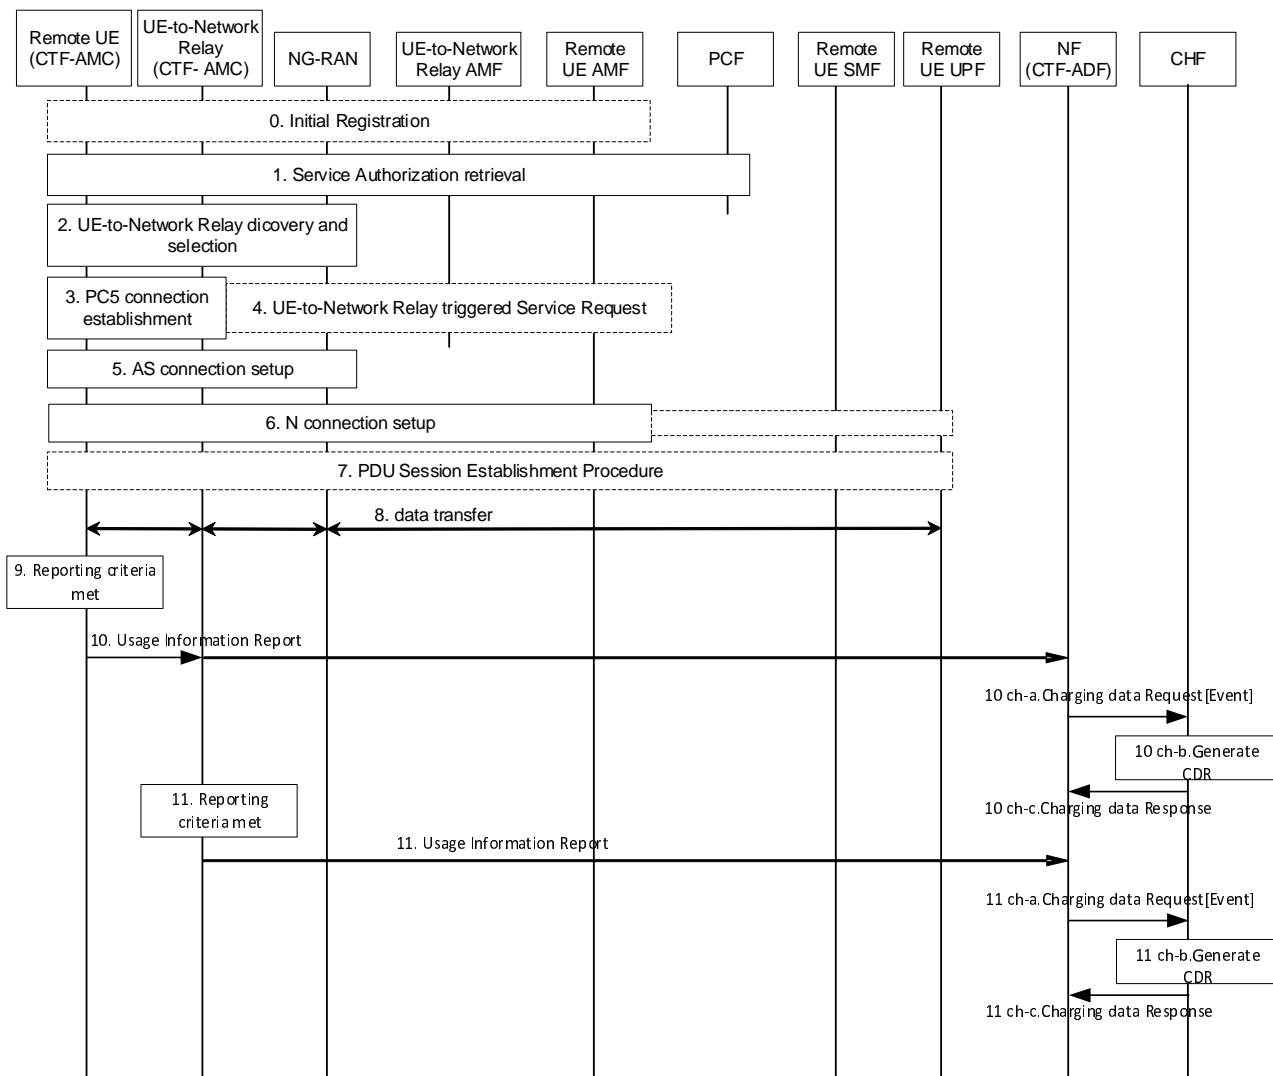 Remote UE
(CTF-AMC)
UE-to-Network
Relay
(CTF- AMC)
NG-RAN
UE-to-Network
Relay AMF
Remote
UE AMF
PCF
Remote
UE SMF
Remote
UE UPF
NF
(CTF-ADF)
CHF
0. Initial Registration
1. Service Authorization retrieval
2. UE-to-Network Relay dicovery and
selection
3. PC5 connection
establishment
4. UE-to-Network Relay triggered Service Request
5. AS connection setup
6. N connection setup
7. PDU Session Establishment Procedure
8. data transfer
9. Reporting criteria
met
10. Usage Information Report
10 ch-a.Charging data Request[Event]
10 ch-b.Generate
CDR
10 ch-c.Charging data Response
11. Reporting
criteria met
11. Usage Information Report
11 ch-a.Charging data Request[Event]
11 ch-b.Generate
CDR
11 ch-c.Charging data Response